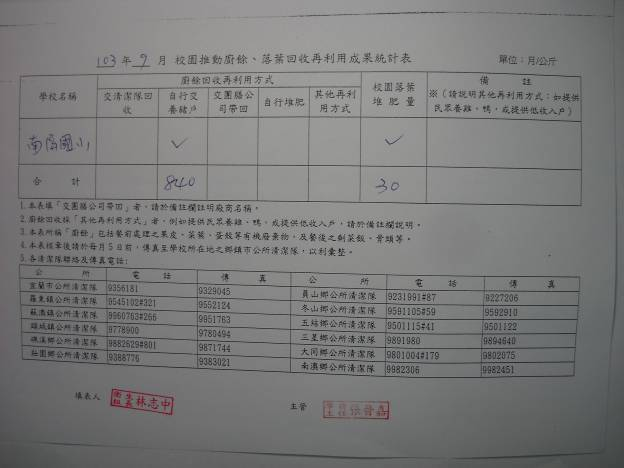 103年9月 校園推動廚餘、落葉回收再利用成果統計表
單位：月/公斤
學校名稱 廚餘回收再利用方式 校園落葉堆肥量 備註
交清潔隊回收 自行交養豬戶 交團膳公司帶回 自行堆肥 其他再利用方式 ※（請說明其他再利用方式：如提供民眾養雞、鴨，或提供低收入戶）
南屏國小 ✓ ✓
合計 840 30
1.本表填「交團膳公司帶回」者，請於備註欄註明廠商名稱。
2.廚餘回收採「其他再利用方式」者，例如提供民眾養雞、鴨，或提供低收入戶，請於備註欄說明。
3.本表所稱「廚餘」包括餐前處理之果皮、菜葉、蛋殼等有機廢棄物，及餐後之剩菜飯、骨頭等。
4.本表核章後請於每月5日前，傳真至學校所在地之鄉鎮市公所清潔隊，以利彙整。
5.各清潔隊聯絡及傳真電話：
公所 電話 傳真 公所 電話 傳真
宜蘭市公所清潔隊 9356181 9329045 員山鄉公所清潔隊 9231991#87 9227206
羅東鎮公所清潔隊 9545102#321 9552124 冬山鄉公所清潔隊 9591105#59 9592910
蘇澳鎮公所清潔隊 9960763#266 9951763 五結鄉公所清潔隊 9501115#41 9501122
頭城鎮公所清潔隊 9778900 9780494 三星鄉公所清潔隊 9891980 9894640
礁溪鄉公所清潔隊 9882629#801 9871744 大同鄉公所清潔隊 9801004#179 9802075
壯圍鄉公所清潔隊 9388776 9383021 南澳鄉公所清潔隊 9982306 9982451
填表人 衛生組長 林志中 主管